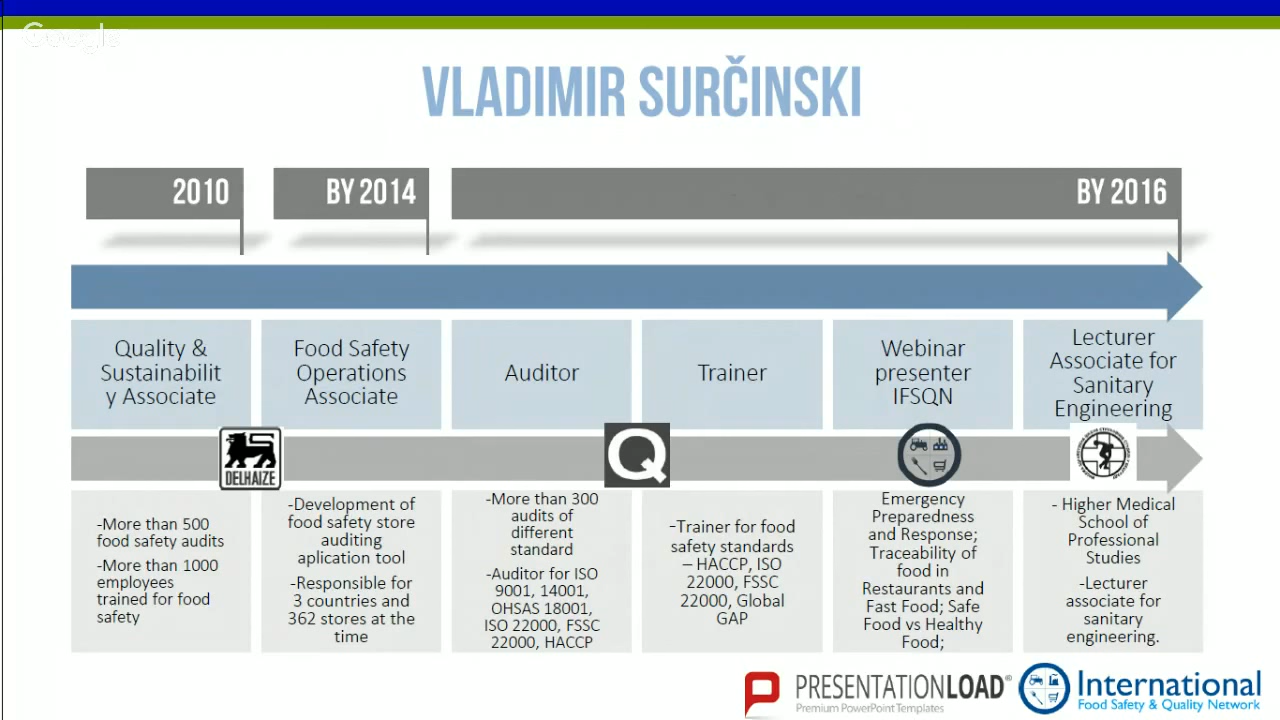 Google
VLADIMIR SURČINSKI
2010
BY 2014
BY 2016
Quality &
Sustainabilit
y Associate
Food Safety
Operations
Associate
Auditor
Trainer
Webinar
presenter
IFSQN
Lecturer
Associate for
Sanitary
Engineering
DELHAIZE
Q
-More than 500
food safety audits
-More than 1000
employees
trained for food
safety
-Development of
food safety store
auditing
aplication tool
-Responsible for
3 countries and
362 stores at the
time
-More than 300
audits of
different
standard
-Auditor for ISO
9001, 14001,
OHSAS 18001,
ISO 22000, FSSC
22000, HACCP
-Trainer for food
safety standards
– HACCP, ISO
22000, FSSC
22000, Global
GAP
Emergency
Preparedness
and Response;
Traceability of
food in
Restaurants and
Fast Food; Safe
Food vs Healthy
Food;
- Higher Medical
School of
Professional
Studies
-Lecturer
associate for
sanitary
engineering.
PRESENTATIONLOAD®
Premium PowerPoint Templates
International
Food Safety & Quality Network